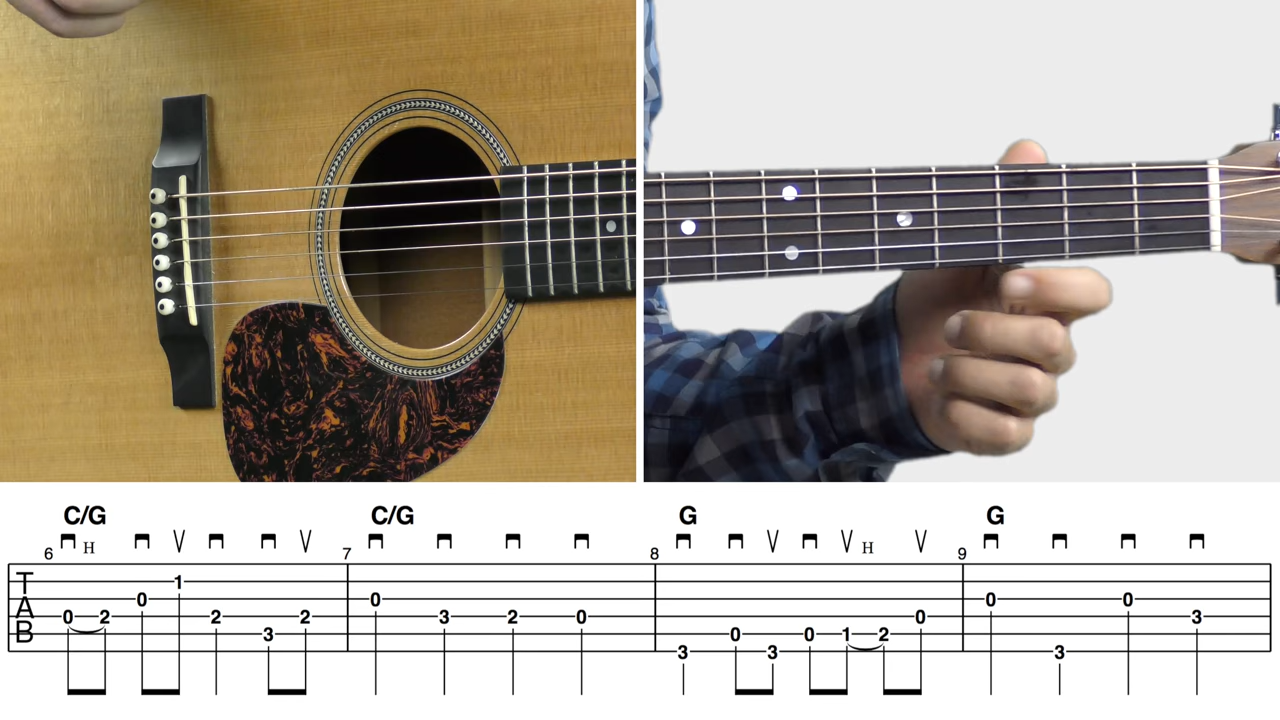 C/G C/G G G
6 H V V 7 8 V V H V 9
T 1
A 0 0 0 0
0 2 2 2 3 2 0 0 3
B 3 0 0 1 2
3 3 3